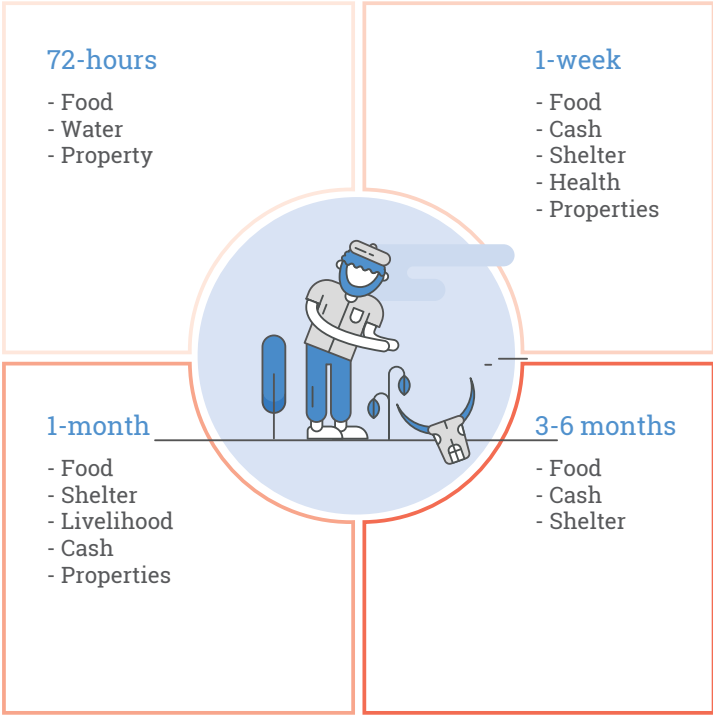 72-hours
- Food
- Water
- Property
1-week
- Food
- Cash
- Shelter
- Health
- Properties
1-month
- Food
- Shelter
- Livelihood
- Cash
- Properties
3-6 months
- Food
- Cash
- Shelter